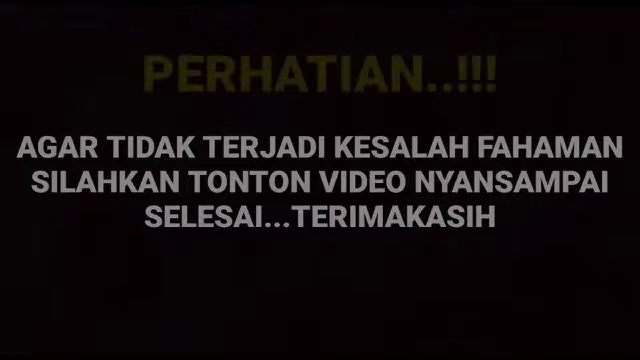 PERHATIAN..!!!
AGAR TIDAK TERJADI KESALAH FAHAMAN
SILAHKAN TONTON VIDEO NYANSAMPAI
SELESAI...TERIMAKASIH